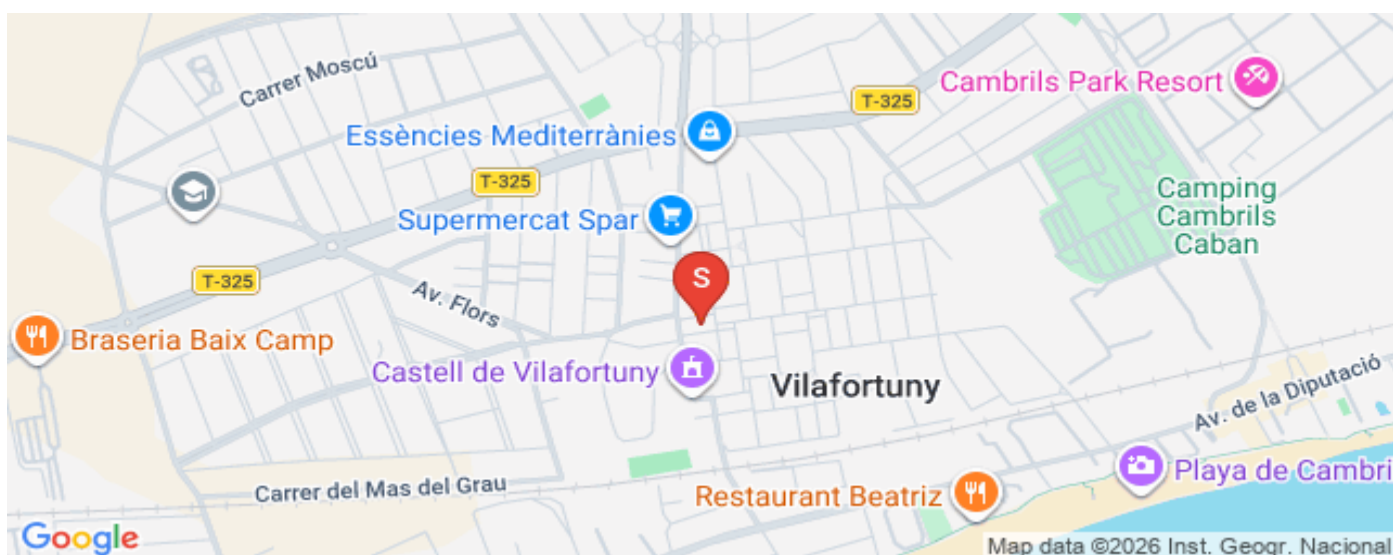 Carrer Moscú
Cambrils Park Resort
T-325
Essències Mediterrànies
T-325
Camping
Cambrils
Caban
Supermercat Spar
S
T-325
Av. Flors
Braseria Baix Camp
Castell de Vilafortuny
Vilafortuny
Av. de la Diputació
Carrer del Mas del Grau
Restaurant Beatriz
Playa de Cambri
Google
Map data ©2026 Inst. Geogr. Nacional